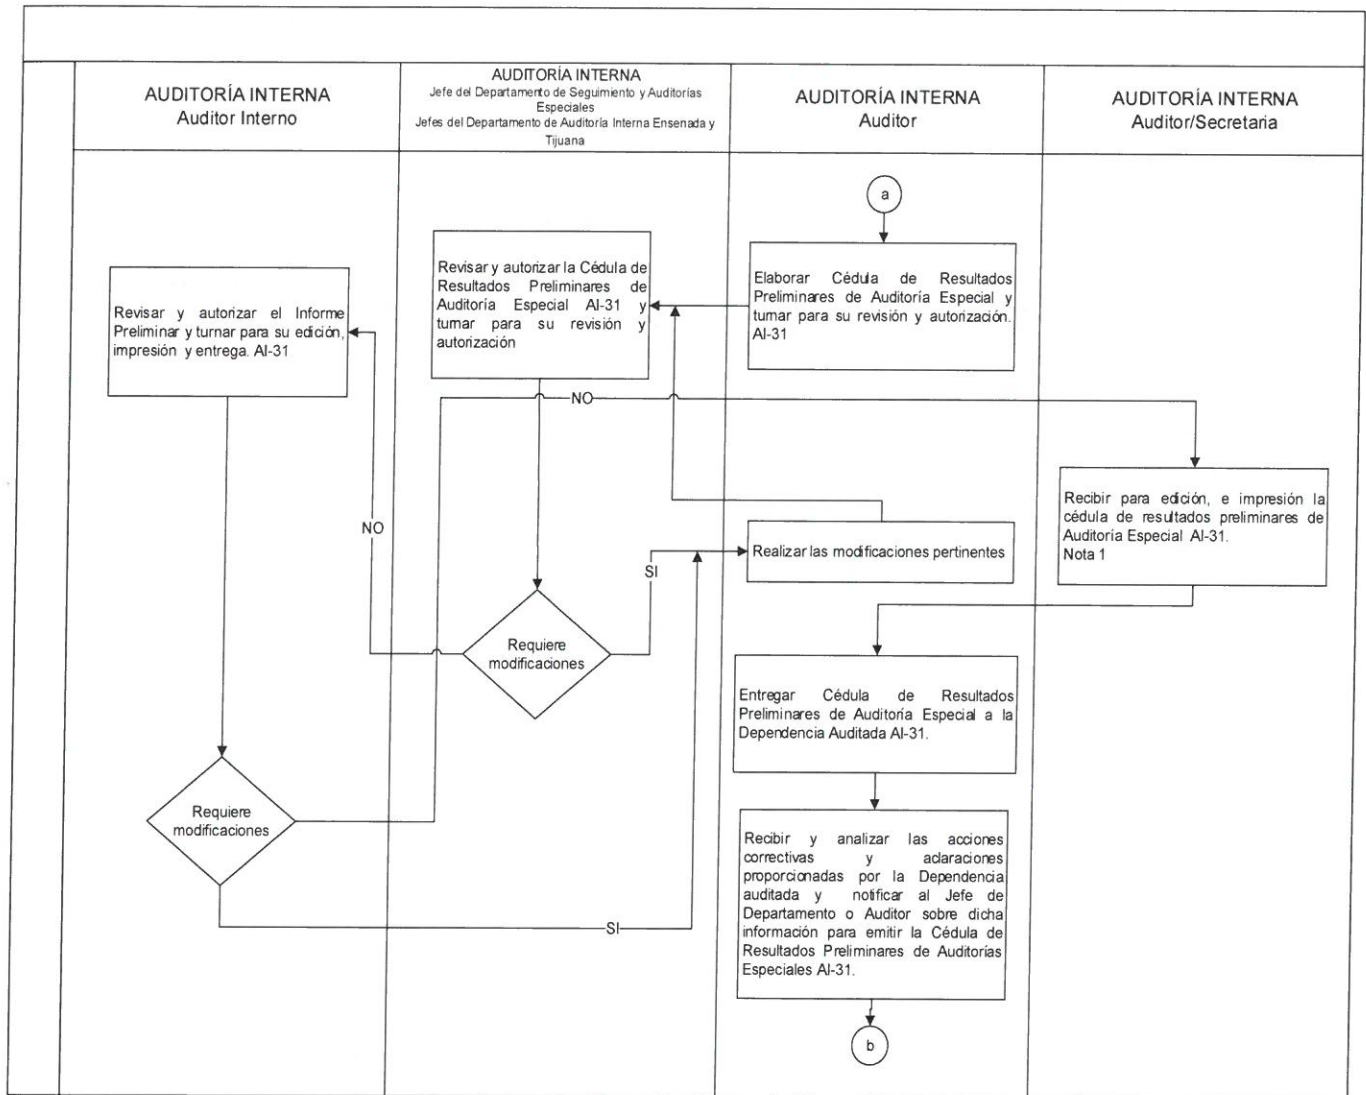 AUDITORÍA INTERNA
Auditor Interno
AUDITORÍA INTERNA
Jefe del Departamento de Seguimiento y Auditorías
Especiales
Jefes del Departamento de Auditoría Interna Ensenada y
Tijuana
AUDITORÍA INTERNA
Auditor
AUDITORÍA INTERNA
Auditor/Secretaria
a
Elaborar Cédula de Resultados
Preliminares de Auditoría Especial y
turnar para su revisión y autorización.
AI-31
Revisar y autorizar la Cédula de
Resultados Preliminares de
Auditoría Especial AI-31 y
turnar para su revisión y
autorización
Revisar y autorizar el Informe
Preliminar y turnar para su edición,
impresión y entrega. AI-31
NO
Recibir para edición, e impresión la
cédula de resultados preliminares de
Auditoría Especial AI-31.
Nota 1
NO
Realizar las modificaciones pertinentes
SI
Requiere
modificaciones
Entregar Cédula de Resultados
Preliminares de Auditoría Especial a la
Dependencia Auditada AI-31.
Requiere
modificaciones
Recibir y analizar las acciones
correctivas y aclaraciones
proporcionadas por la Dependencia
auditada y notificar al Jefe de
Departamento o Auditor sobre dicha
información para emitir la Cédula de
Resultados Preliminares de Auditorías
Especiales AI-31.
SI
b